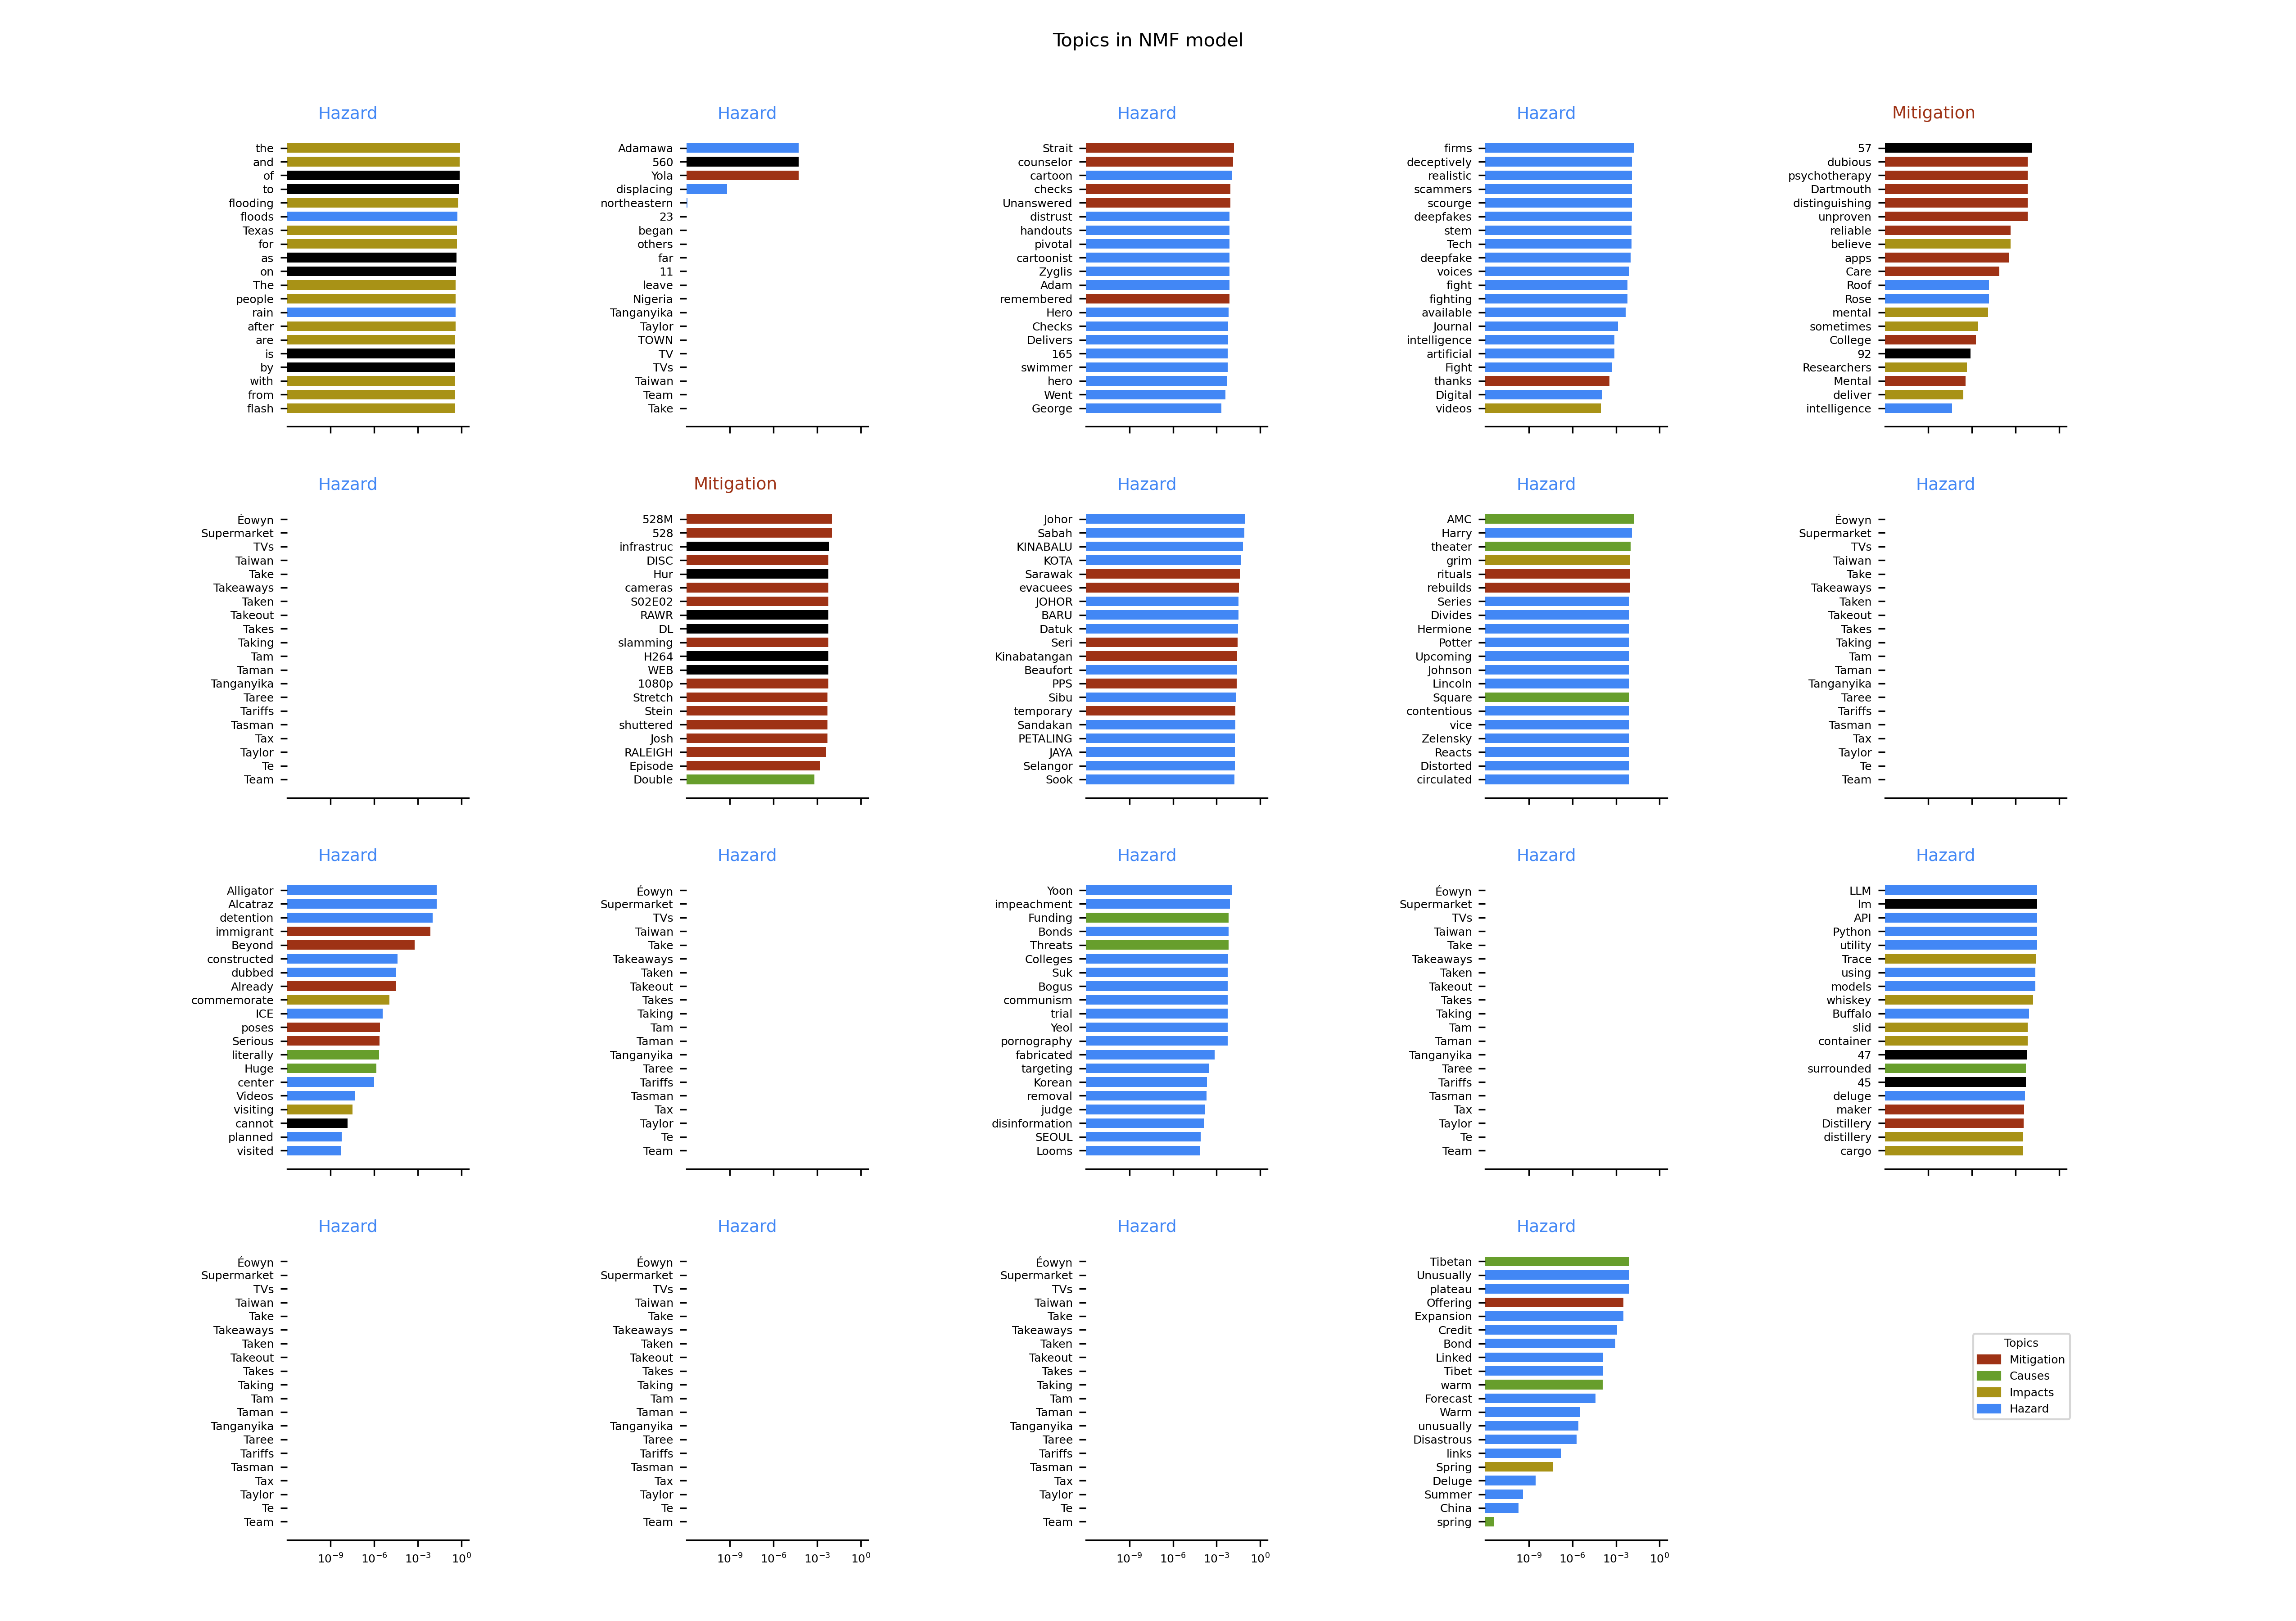 Topics in NMF model
Hazard
the
and
of
to
flooding
floods
Texas
for
as
on
The
people
rain
after
are
is
by
with
from
flash
Hazard
Adamawa
560
Yola
displacing
northeastern
23
began
others
far
11
leave
Nigeria
Tanganyika
Taylor
TOWN
TV
TVs
Taiwan
Team
Take
Hazard
Strait
counselor
cartoon
checks
Unanswered
distrust
handouts
pivotal
cartoonist
Zyglis
Adam
remembered
Hero
Checks
Delivers
165
swimmer
hero
Went
George
Hazard
firms
deceptively
realistic
scammers
scourge
deepfakes
stem
Tech
deepfake
voices
fight
fighting
available
Journal
intelligence
artificial
Fight
thanks
Digital
videos
Mitigation
57
dubious
psychotherapy
Dartmouth
distinguishing
unproven
reliable
believe
apps
Care
Roof
Rose
mental
sometimes
College
92
Researchers
Mental
deliver
intelligence
Hazard
Éowyn
Supermarket
TVs
Taiwan
Take
Takeaways
Taken
Takeout
Takes
Taking
Tam
Taman
Tanganyika
Taree
Tariffs
Tasman
Tax
Taylor
Te
Team
Mitigation
528M
528
infrastruc
DISC
Hur
cameras
S02E02
RAWR
DL
slamming
H264
WEB
1080p
Stretch
Stein
shuttered
Josh
RALEIGH
Episode
Double
Hazard
Johor
Sabah
KINABALU
KOTA
Sarawak
evacuees
JOHOR
BARU
Datuk
Seri
Kinabatangan
Beaufort
PPS
Sibu
temporary
Sandakan
PETALING
JAYA
Selangor
Sook
Hazard
AMC
Harry
theater
grim
rituals
rebuilds
Series
Divides
Hermione
Potter
Upcoming
Johnson
Lincoln
Square
contentious
vice
Zelensky
Reacts
Distorted
circulated
Hazard
Éowyn
Supermarket
TVs
Taiwan
Take
Takeaways
Taken
Takeout
Takes
Taking
Tam
Taman
Tanganyika
Taree
Tariffs
Tasman
Tax
Taylor
Te
Team
Hazard
Alligator
Alcatraz
detention
immigrant
Beyond
constructed
dubbed
Already
commemorate
ICE
poses
Serious
literally
Huge
center
Videos
visiting
cannot
planned
visited
Hazard
Éowyn
Supermarket
TVs
Taiwan
Take
Takeaways
Taken
Takeout
Takes
Taking
Tam
Taman
Tanganyika
Taree
Tariffs
Tasman
Tax
Taylor
Te
Team
Hazard
Yoon
impeachment
Funding
Bonds
Threats
Colleges
Suk
Bogus
communism
trial
Yeol
pornography
fabricated
targeting
Korean
removal
judge
disinformation
SEOUL
Looms
Hazard
Éowyn
Supermarket
TVs
Taiwan
Take
Takeaways
Taken
Takeout
Takes
Taking
Tam
Taman
Tanganyika
Taree
Tariffs
Tasman
Tax
Taylor
Te
Team
Hazard
LLM
lm
API
Python
utility
Trace
using
models
whiskey
Buffalo
slid
container
47
surrounded
45
deluge
maker
Distillery
distillery
cargo
Hazard
Éowyn
Supermarket
TVs
Taiwan
Take
Takeaways
Taken
Takeout
Takes
Taking
Tam
Taman
Tanganyika
Taree
Tariffs
Tasman
Tax
Taylor
Te
Team
10⁻⁹ 10⁻⁶ 10⁻³ 10⁰
Hazard
Éowyn
Supermarket
TVs
Taiwan
Take
Takeaways
Taken
Takeout
Takes
Taking
Tam
Taman
Tanganyika
Taree
Tariffs
Tasman
Tax
Taylor
Te
Team
10⁻⁹ 10⁻⁶ 10⁻³ 10⁰
Hazard
Éowyn
Supermarket
TVs
Taiwan
Take
Takeaways
Taken
Takeout
Takes
Taking
Tam
Taman
Tanganyika
Taree
Tariffs
Tasman
Tax
Taylor
Te
Team
10⁻⁹ 10⁻⁶ 10⁻³ 10⁰
Hazard
Tibetan
Unusually
plateau
Offering
Expansion
Credit
Bond
Linked
Tibet
warm
Forecast
Warm
unusually
Disastrous
links
Spring
Deluge
Summer
China
spring
10⁻⁹ 10⁻⁶ 10⁻³ 10⁰
Topics
Mitigation
Causes
Impacts
Hazard